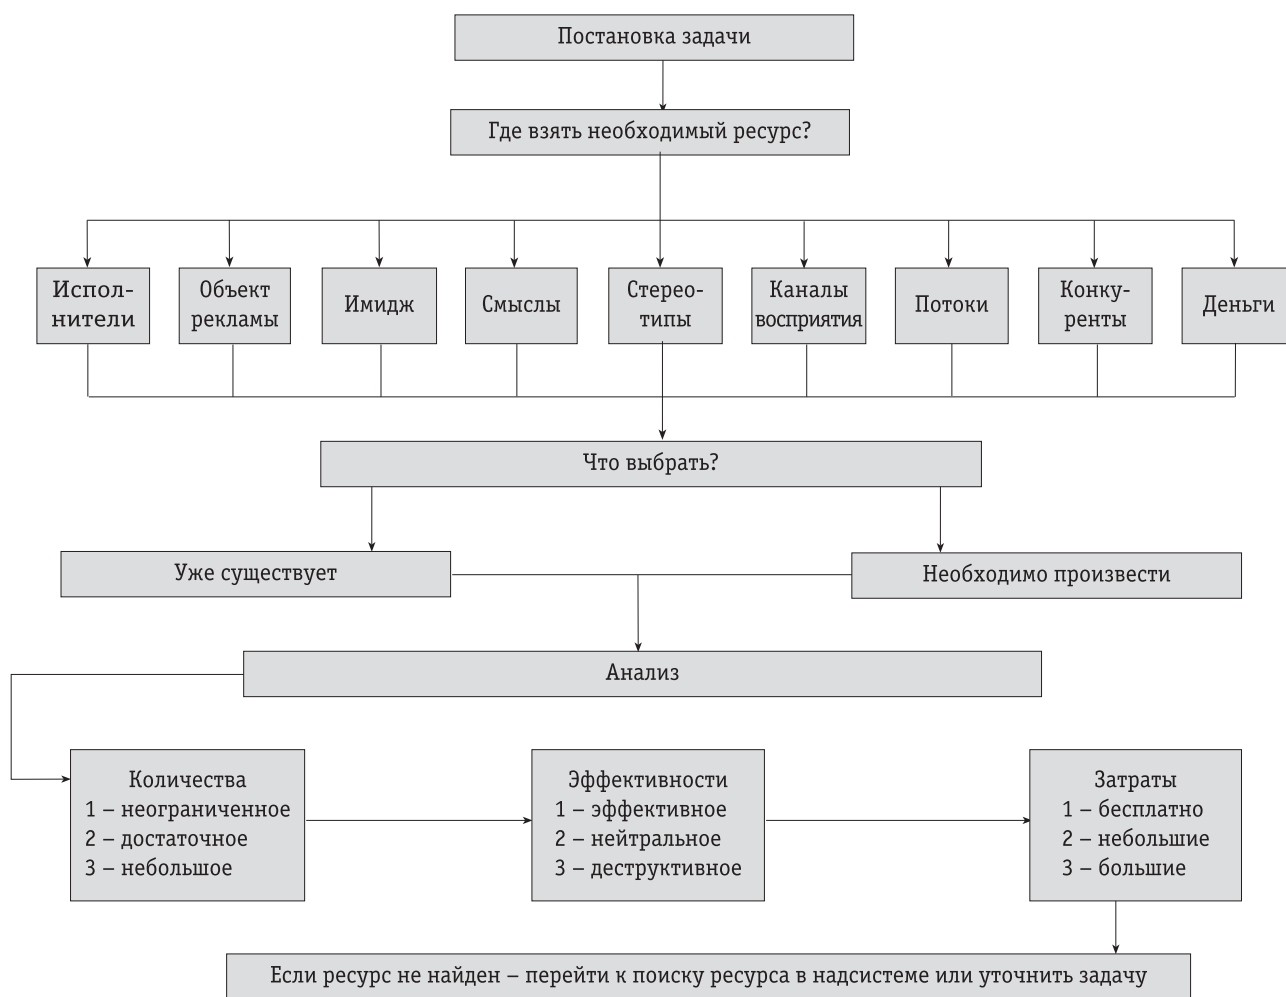 Постановка задачи
Где взять необходимый ресурс?
Испол-
нители
Объект
рекламы
Имидж
Смыслы
Стерео-
типы
Каналы
восприятия
Потоки
Конку-
ренты
Деньги
Что выбрать?
Уже существует
Необходимо произвести
Анализ
Количества
1 – неограниченное
2 – достаточное
3 – небольшое
Эффективности
1 – эффективное
2 – нейтральное
3 – деструктивное
Затраты
1 – бесплатно
2 – небольшие
3 – большие
Если ресурс не найден – перейти к поиску ресурса в надсистеме или уточнить задачу